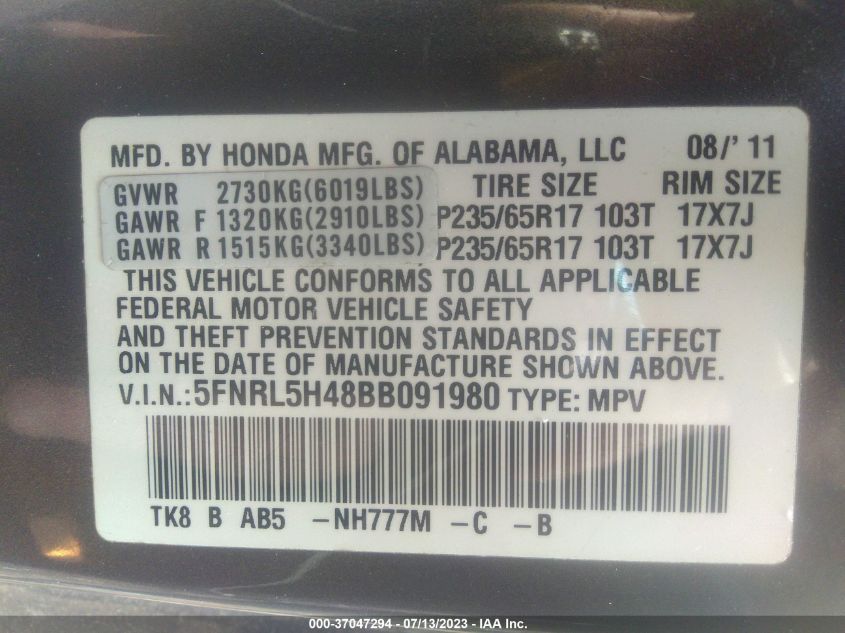 MFD. BY HONDA MFG. OF ALABAMA, LLC 08/' 11
GVWR 2730KG(6019LBS) TIRE SIZE RIM SIZE
GAWR F 1320KG(2910LBS) P235/65R17 103T 17X7J
GAWR R 1515KG(3340LBS) P235/65R17 103T 17X7J
THIS VEHICLE CONFORMS TO ALL APPLICABLE
FEDERAL MOTOR VEHICLE SAFETY
AND THEFT PREVENTION STANDARDS IN EFFECT
ON THE DATE OF MANUFACTURE SHOWN ABOVE.
V.I.N.: 5FNRL5H48BB091980 TYPE: MPV
TK8 B AB5 -NH777M -C -B
000-37047294 - 07/13/2023 - IAA Inc.